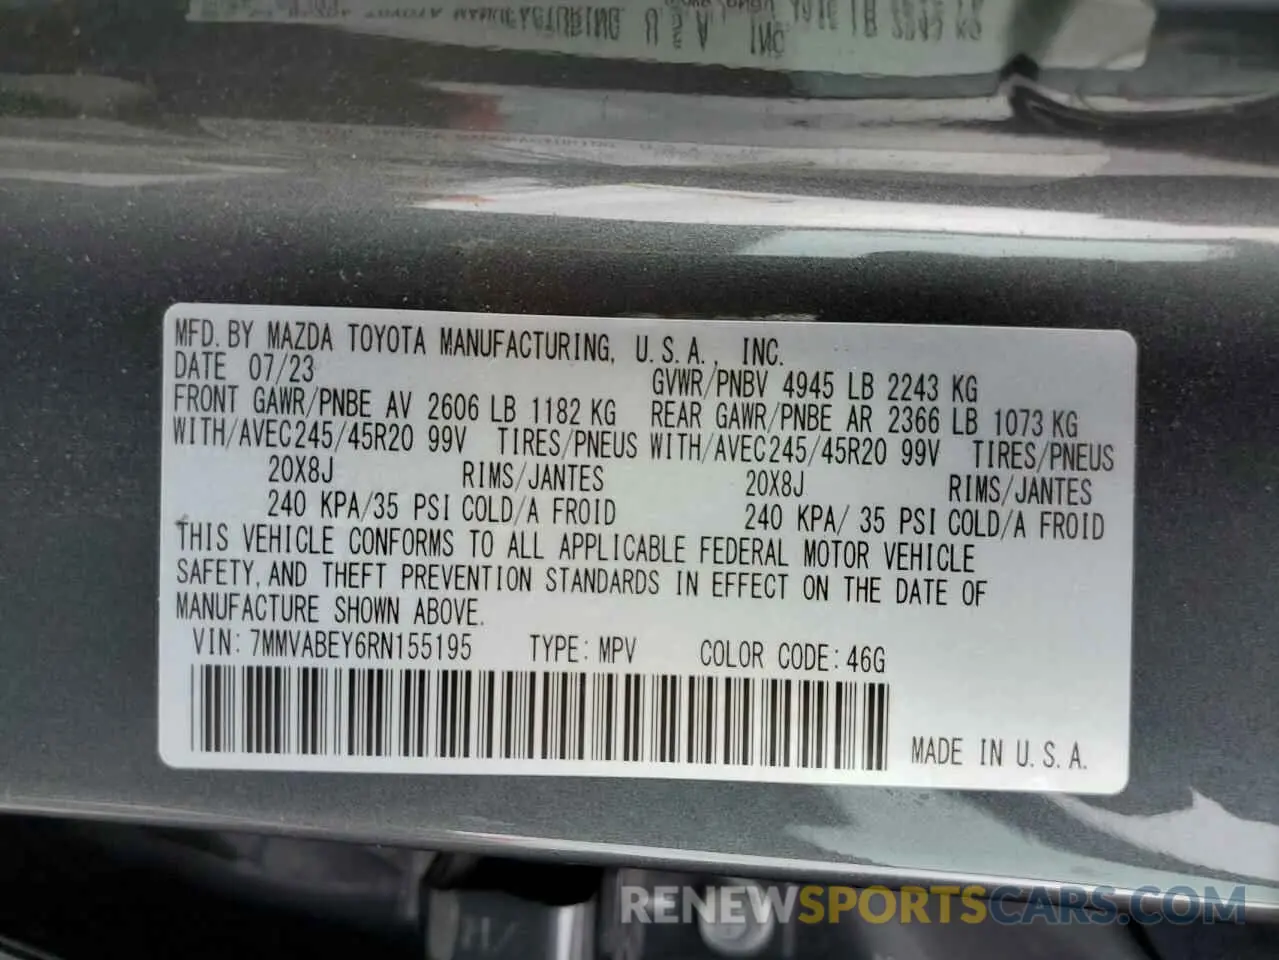 MANUFACTURING, U.S.A., INC.
MFD. BY MAZDA TOYOTA MANUFACTURING, U.S.A., INC.
DATE 07/23
GVWR/PNBV 4945 LB 2243 KG
FRONT GAWR/PNBE AV 2606 LB 1182 KG REAR GAWR/PNBE AR 2366 LB 1073 KG
WITH/AVEC245/45R20 99V TIRES/PNEUS WITH/AVEC245/45R20 99V TIRES/PNEUS
20X8J RIMS/JANTES 20X8J RIMS/JANTES
240 KPA/35 PSI COLD/A FROID 240 KPA/ 35 PSI COLD/A FROID
THIS VEHICLE CONFORMS TO ALL APPLICABLE FEDERAL MOTOR VEHICLE
SAFETY, AND THEFT PREVENTION STANDARDS IN EFFECT ON THE DATE OF
MANUFACTURE SHOWN ABOVE.
VIN: 7MMVABEY6RN155195 TYPE: MPV COLOR CODE: 46G
MADE IN U.S.A.
RENEWSPORTSCARS.COM